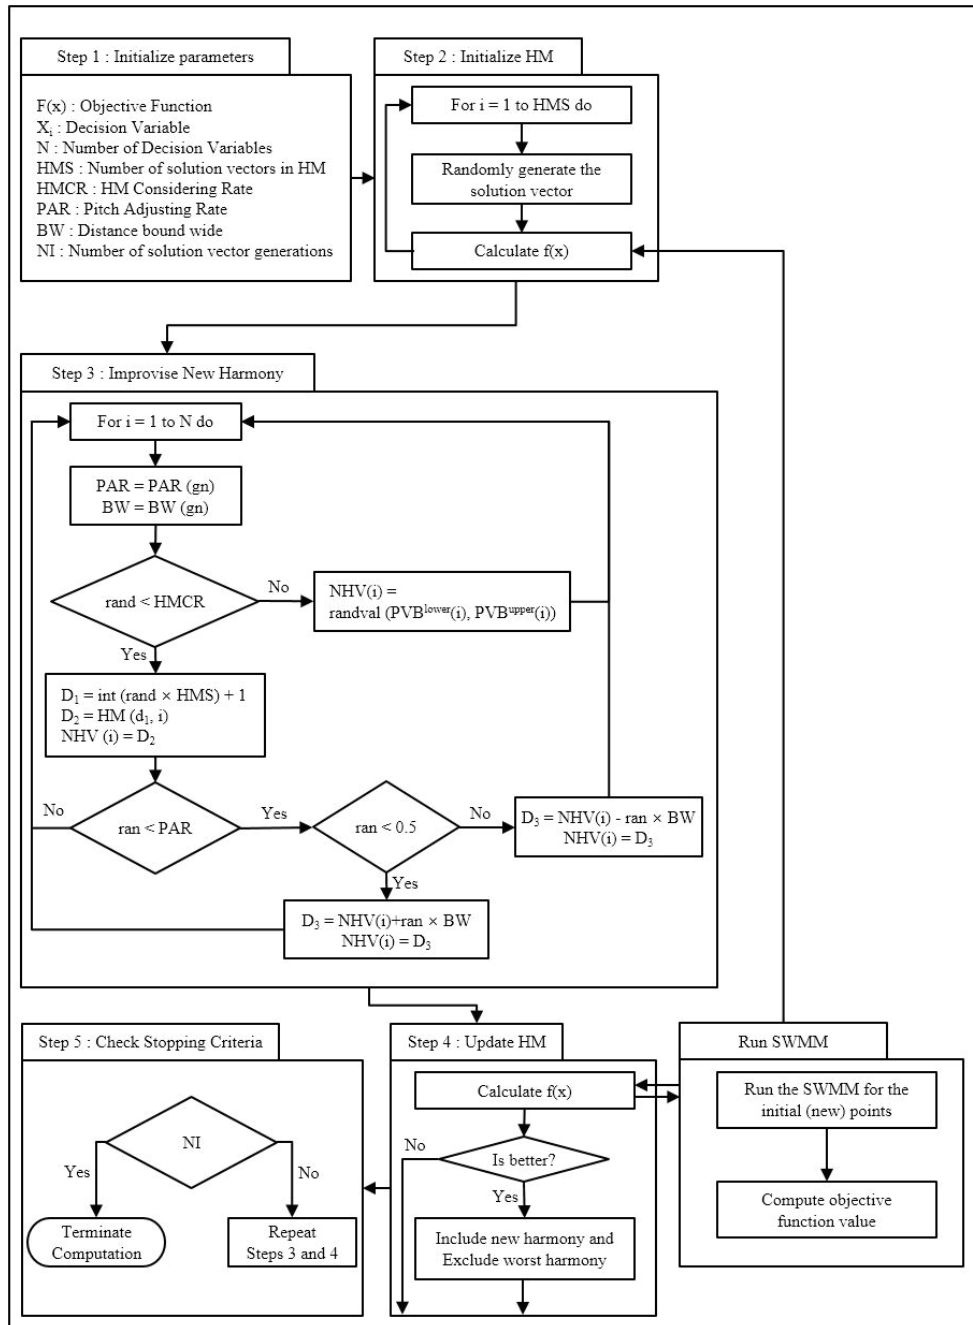 Step 1 : Initialize parameters
F(x) : Objective Function
Xi : Decision Variable
N : Number of Decision Variables
HMS : Number of solution vectors in HM
HMCR : HM Considering Rate
PAR : Pitch Adjusting Rate
BW : Distance bound wide
NI : Number of solution vector generations
Step 2 : Initialize HM
For i = 1 to HMS do
Randomly generate the
solution vector
Calculate f(x)
Step 3 : Improvise New Harmony
For i = 1 to N do
PAR = PAR (gn)
BW = BW (gn)
rand < HMCR
No
NHV(i) =
randval (PVB^lower(i), PVB^upper(i))
Yes
D₁ = int (rand × HMS) + 1
D₂ = HM (d₁, i)
NHV (i) = D₂
No
ran < PAR
Yes
ran < 0.5
No
D₃ = NHV(i) - ran × BW
NHV(i) = D₃
Yes
D₃ = NHV(i)+ran × BW
NHV(i) = D₃
Step 4 : Update HM
Calculate f(x)
No
Is better?
Yes
Include new harmony and
Exclude worst harmony
Run SWMM
Run the SWMM for the
initial (new) points
Compute objective
function value
Step 5 : Check Stopping Criteria
NI
Yes
No
Terminate
Computation
Repeat
Steps 3 and 4